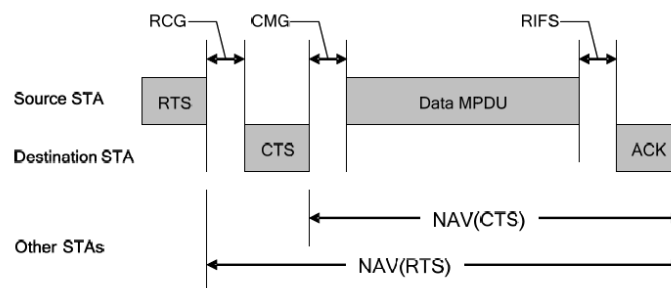 RCG CMG RIFS
Source STA RTS Data MPDU
Destination STA CTS ACK
NAV(CTS)
Other STAs
NAV(RTS)